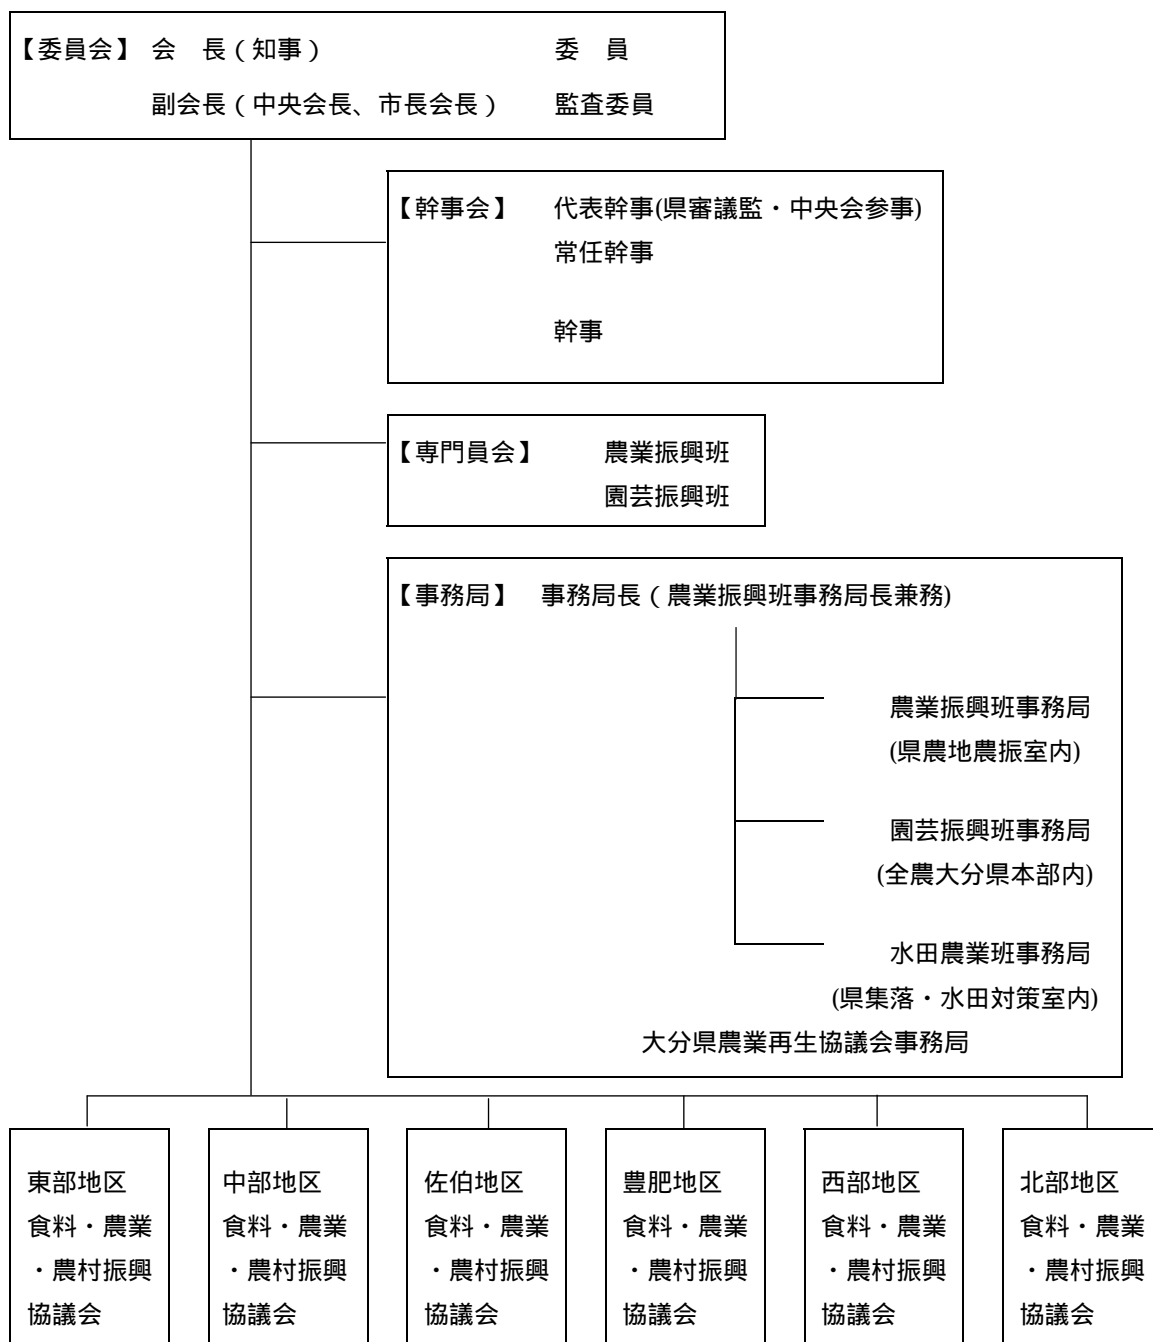 【委員会】 会　長（知事）　　　　　　委　員
副会長（中央会長、市長会長）　監査委員
【幹事会】　代表幹事(県審議監・中央会参事)
常任幹事
幹事
【専門員会】　農業振興班
園芸振興班
【事務局】　事務局長（農業振興班事務局長兼務)
農業振興班事務局
(県農地農振室内)
園芸振興班事務局
(全農大分県本部内)
水田農業班事務局
(県集落・水田対策室内)
大分県農業再生協議会事務局
東部地区
食料・農業
・農村振興
協議会
中部地区
食料・農業
・農村振興
協議会
佐伯地区
食料・農業
・農村振興
協議会
豊肥地区
食料・農業
・農村振興
協議会
西部地区
食料・農業
・農村振興
協議会
北部地区
食料・農業
・農村振興
協議会